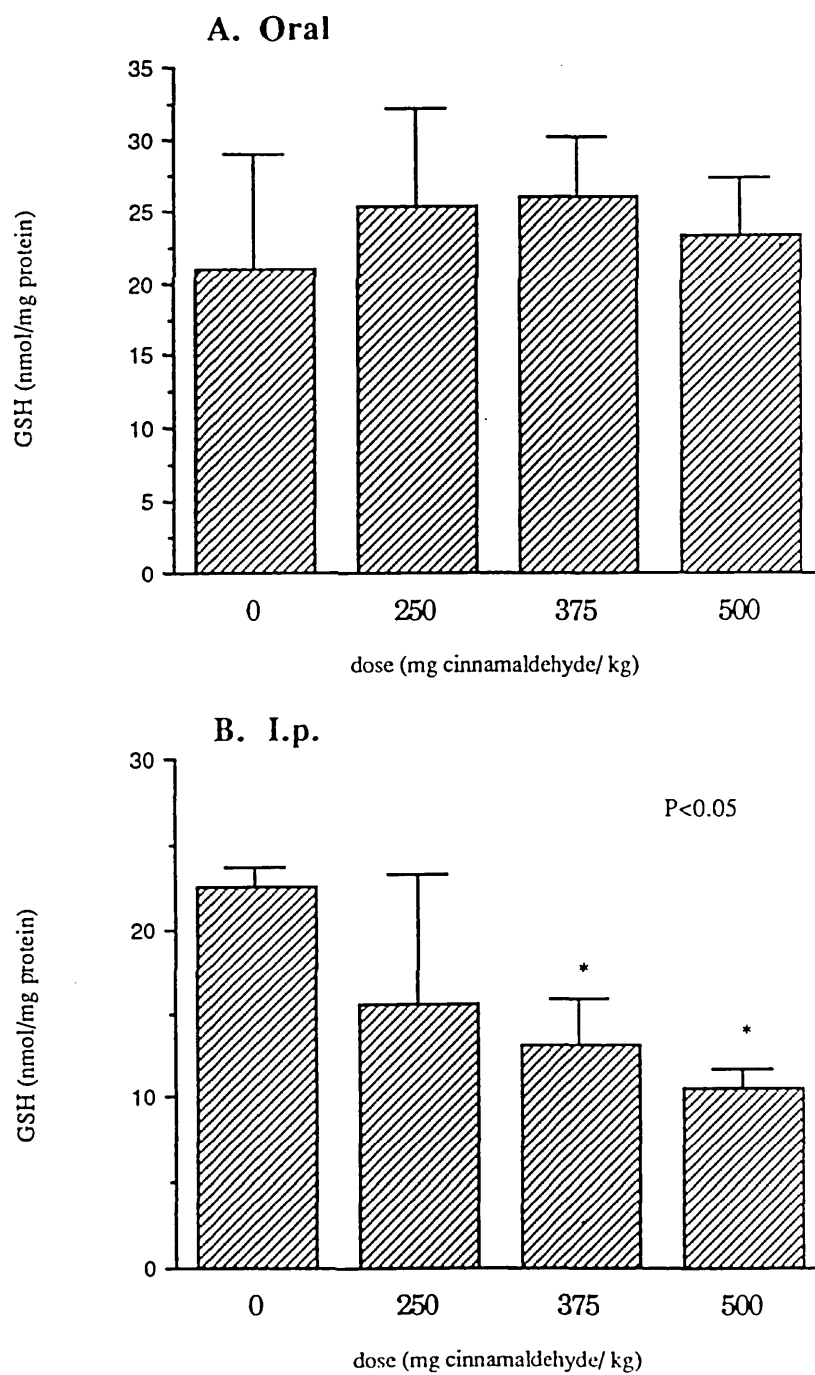 A. Oral
35
30
25
20
15
10
5
0
GSH (nmol/mg protein)
0 250 375 500
dose (mg cinnamaldehyde/ kg)
B. I.p.
30
20
10
0
GSH (nmol/mg protein)
P<0.05
*
*
0 250 375 500
dose (mg cinnamaldehyde/ kg)